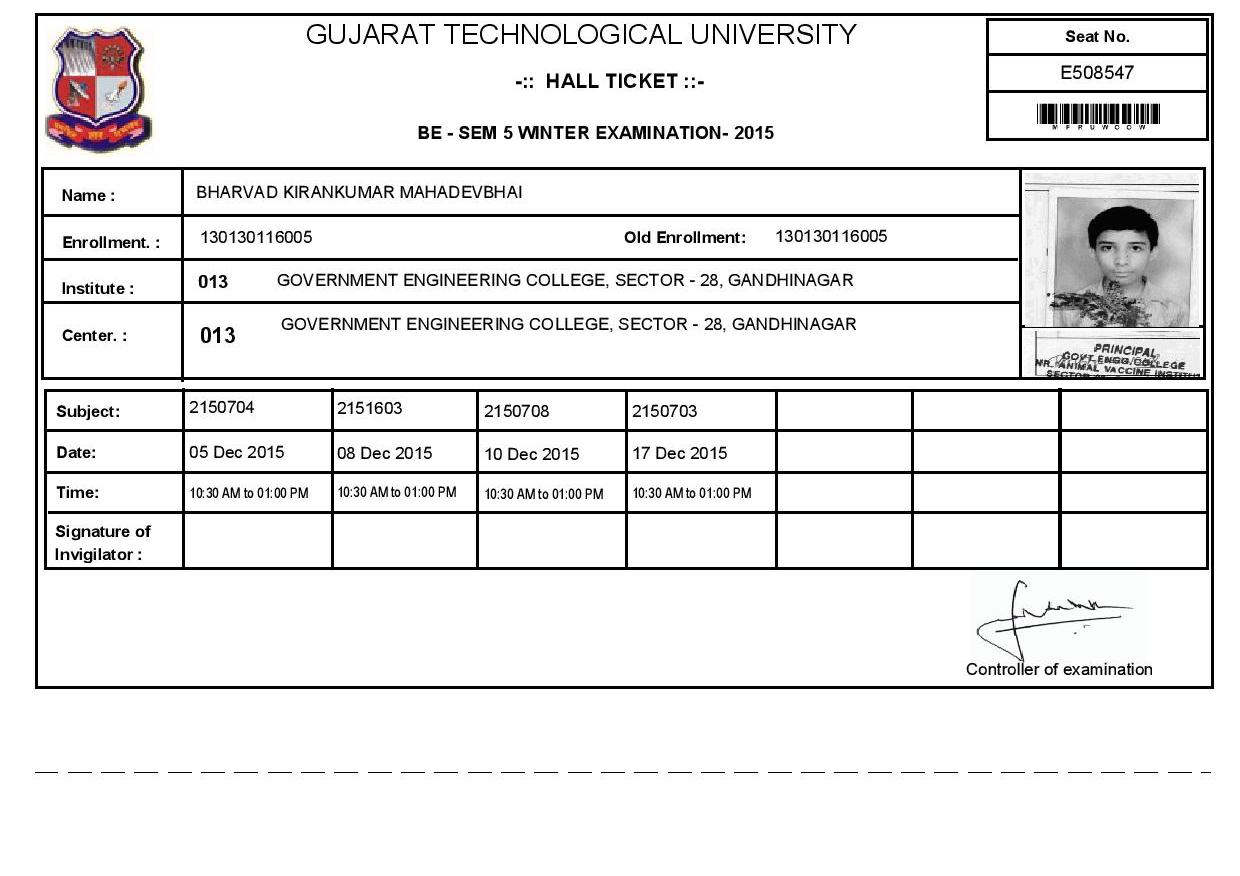 GUJARAT TECHNOLOGICAL UNIVERSITY
-:: HALL TICKET ::-
BE - SEM 5 WINTER EXAMINATION- 2015
Seat No.
E508547
M F R U W C O W
Name : BHARVAD KIRANKUMAR MAHADEVBHAI
Enrollment. : 130130116005 Old Enrollment: 130130116005
Institute : 013 GOVERNMENT ENGINEERING COLLEGE, SECTOR - 28, GANDHINAGAR
Center. : 013 GOVERNMENT ENGINEERING COLLEGE, SECTOR - 28, GANDHINAGAR
PRINCIPAL
GOVT ENGG/COLLEGE
NR. ANIMAL VACCINE INSTITU
SECTOR
Subject: 2150704 2151603 2150708 2150703
Date: 05 Dec 2015 08 Dec 2015 10 Dec 2015 17 Dec 2015
Time: 10:30 AM to 01:00 PM 10:30 AM to 01:00 PM 10:30 AM to 01:00 PM 10:30 AM to 01:00 PM
Signature of
Invigilator :
Controller of examination